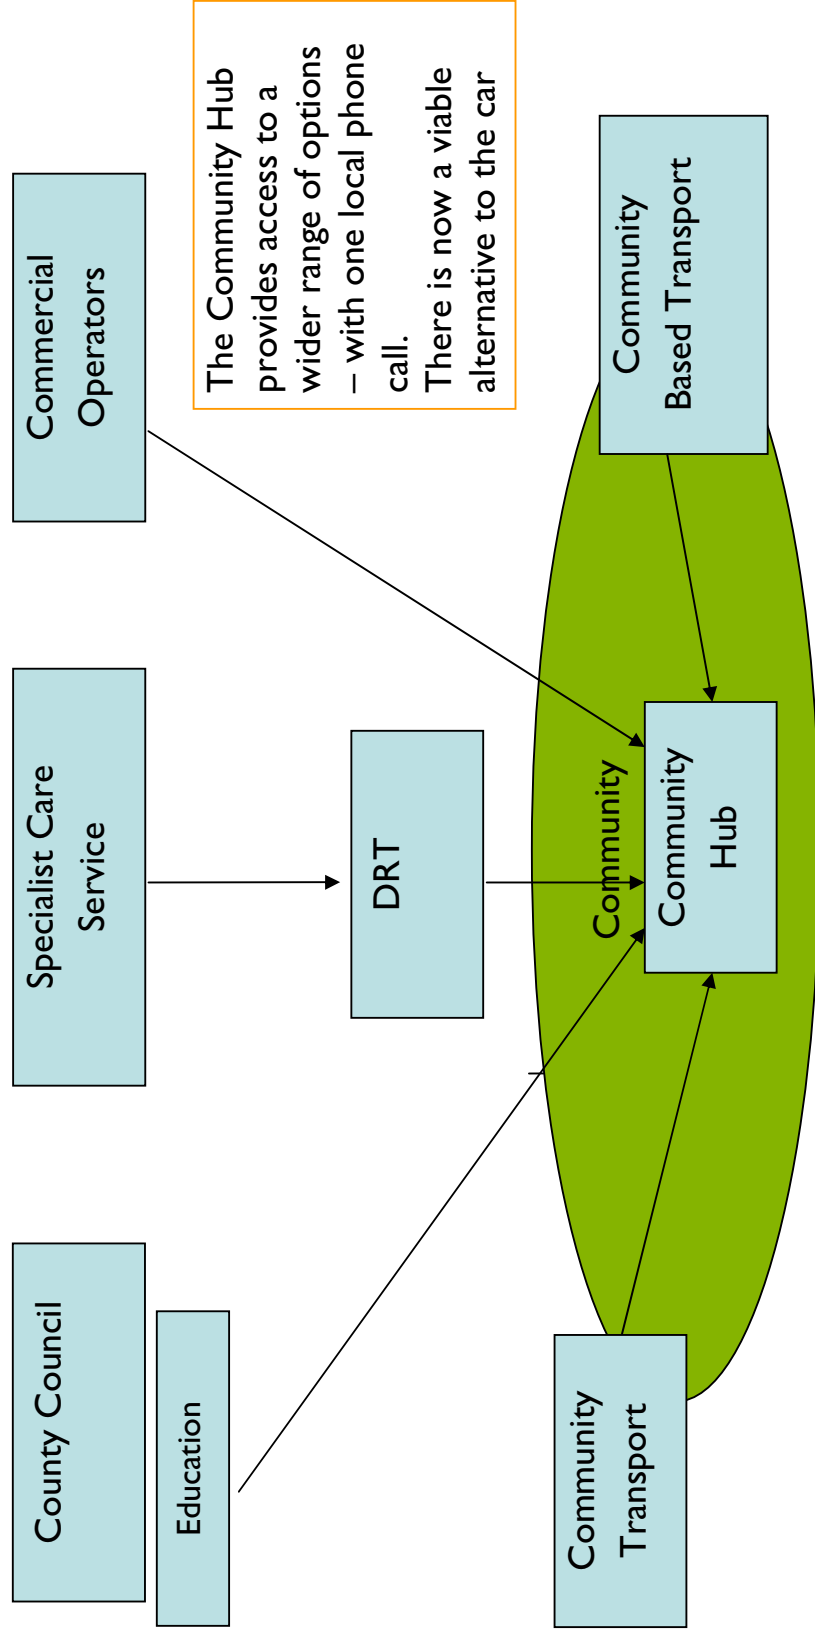 County Council
Education
Specialist Care
Service
Commercial
Operators
The Community Hub
provides access to a
wider range of options
– with one local phone
call.
There is now a viable
alternative to the car
DRT
Community
Community
Hub
Community
Transport
Community
Based Transport